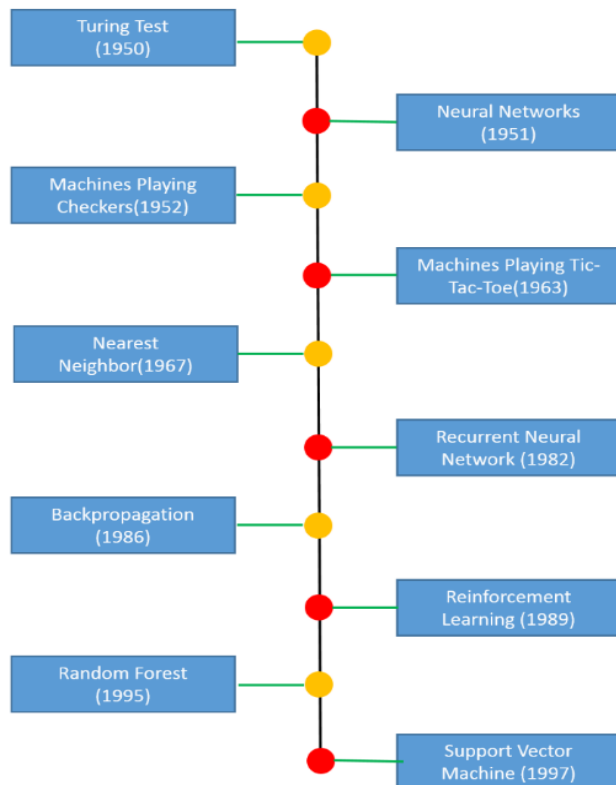 Turing Test
(1950)
Neural Networks
(1951)
Machines Playing
Checkers(1952)
Machines Playing Tic-
Tac-Toe(1963)
Nearest
Neighbor(1967)
Recurrent Neural
Network (1982)
Backpropagation
(1986)
Reinforcement
Learning (1989)
Random Forest
(1995)
Support Vector
Machine (1997)